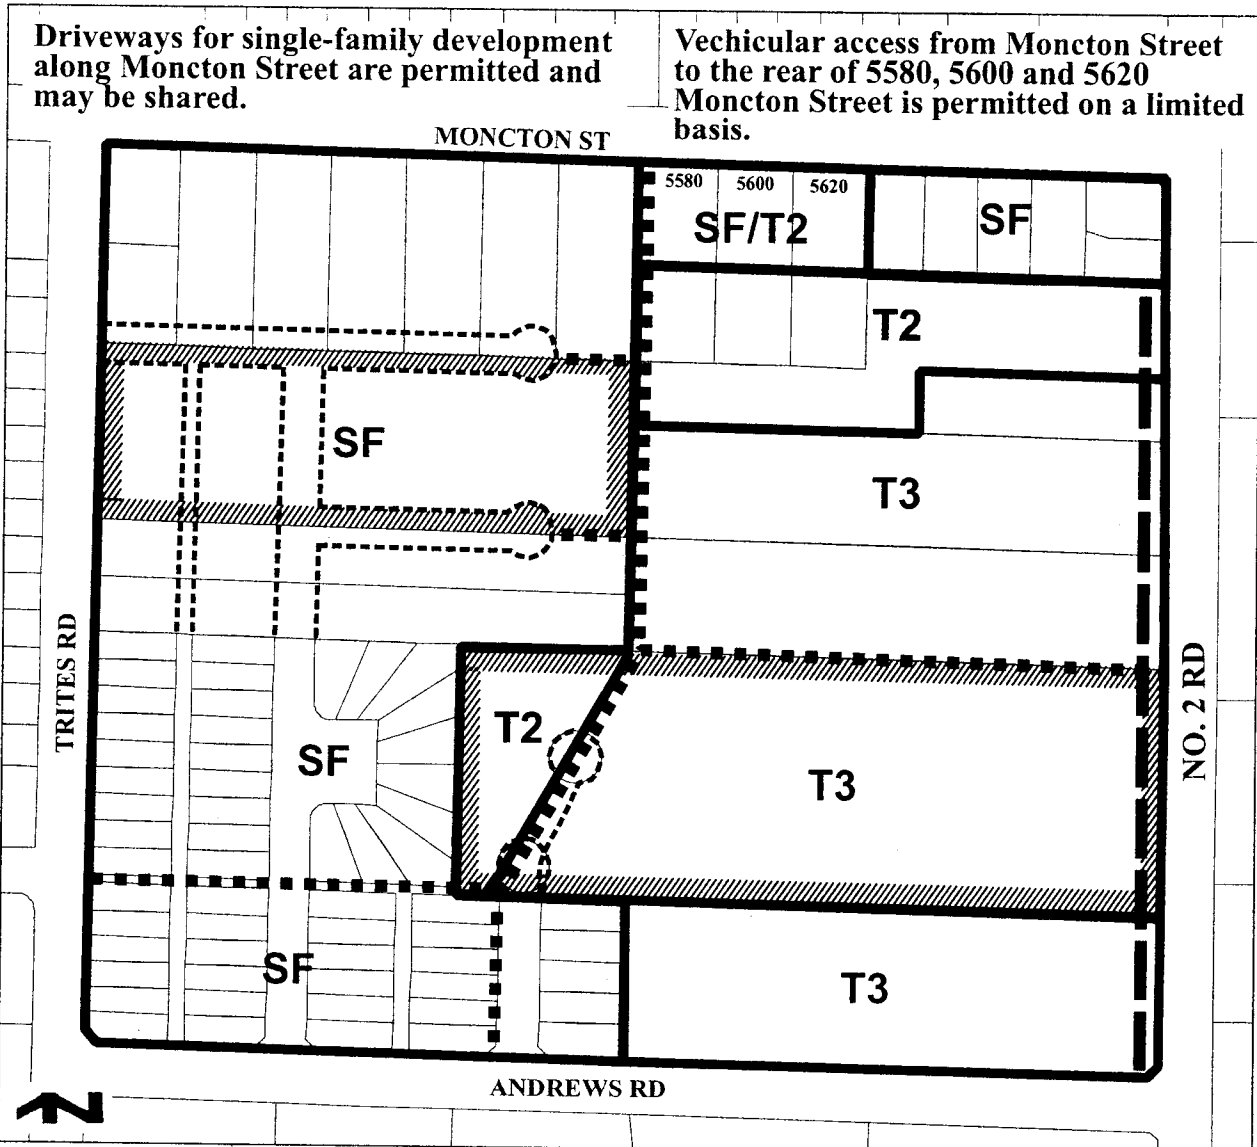 Driveways for single-family development
along Moncton Street are permitted and
may be shared.
Vechicular access from Moncton Street
to the rear of 5580, 5600 and 5620
Moncton Street is permitted on a limited
basis.
MONCTON ST
5580 5600 5620
SF/T2
SF
T2
SF
T3
TRITES RD
NO. 2 RD
T2
SF
T3
SF
T3
ANDREWS RD
N